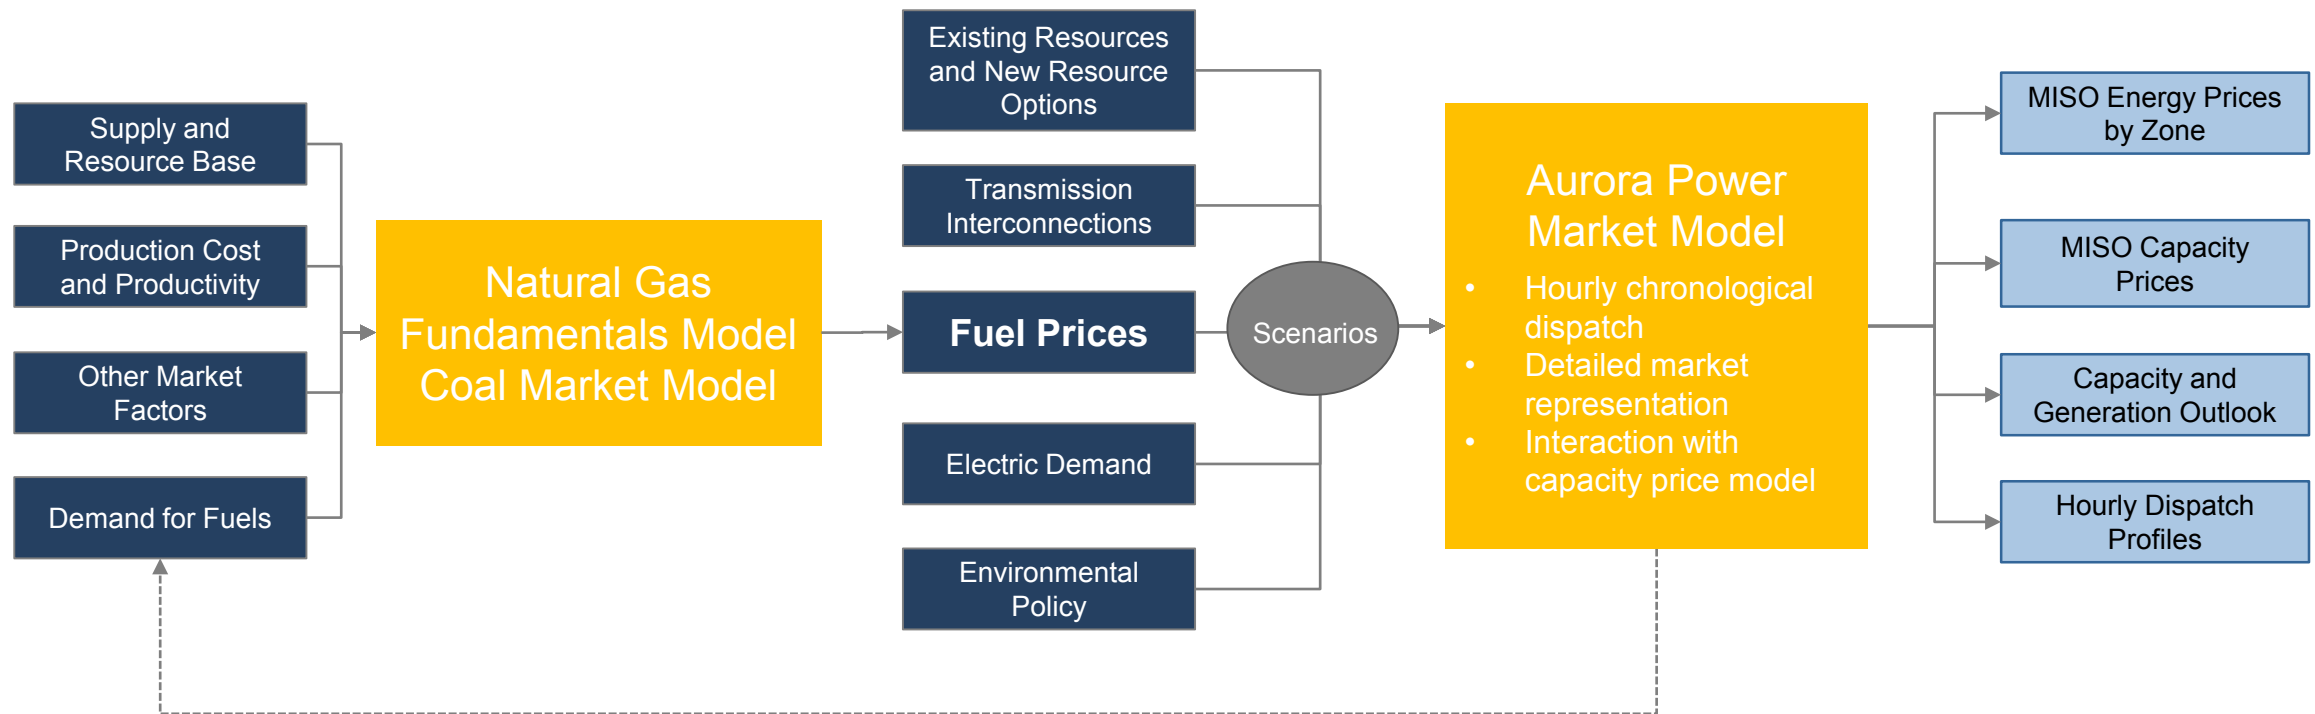 Supply and
Resource Base
Production Cost
and Productivity
Other Market
Factors
Demand for Fuels
Natural Gas
Fundamentals Model
Coal Market Model
Existing Resources
and New Resource
Options
Transmission
Interconnections
Fuel Prices
Electric Demand
Environmental
Policy
Scenarios
Aurora Power
Market Model
• Hourly chronological
dispatch
• Detailed market
representation
• Interaction with
capacity price model
MISO Energy Prices
by Zone
MISO Capacity
Prices
Capacity and
Generation Outlook
Hourly Dispatch
Profiles